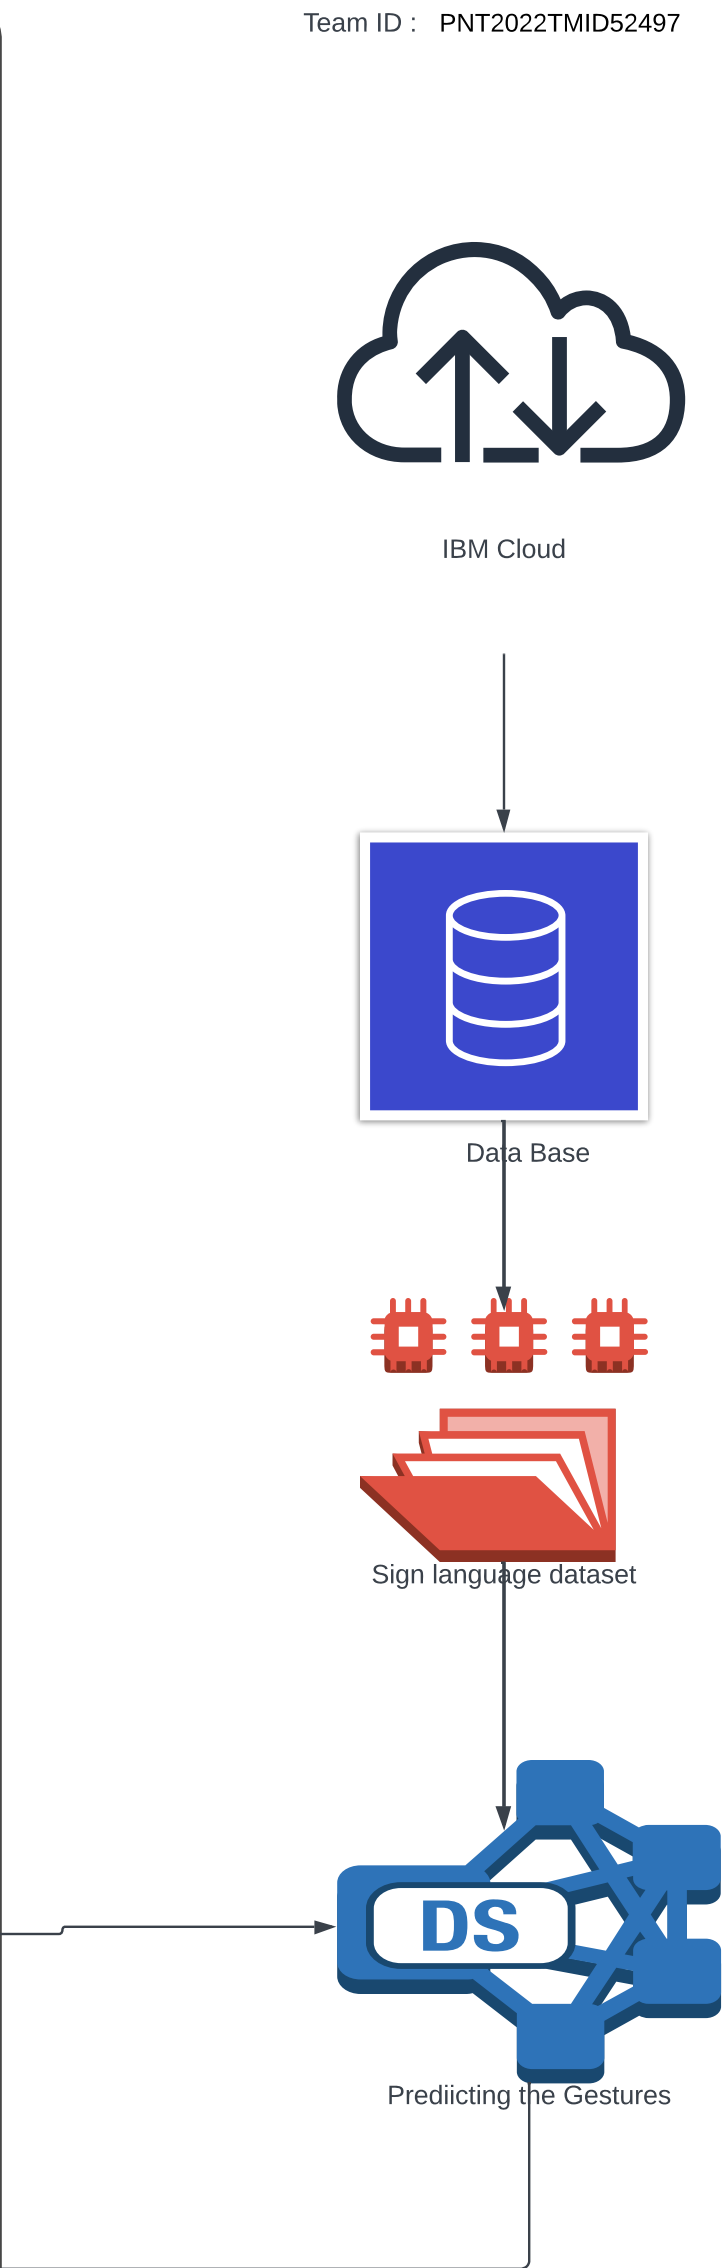 Team ID : PNT2022TMID52497
IBM Cloud
Data Base
Sign language dataset
DS
Prediicting the Gestures